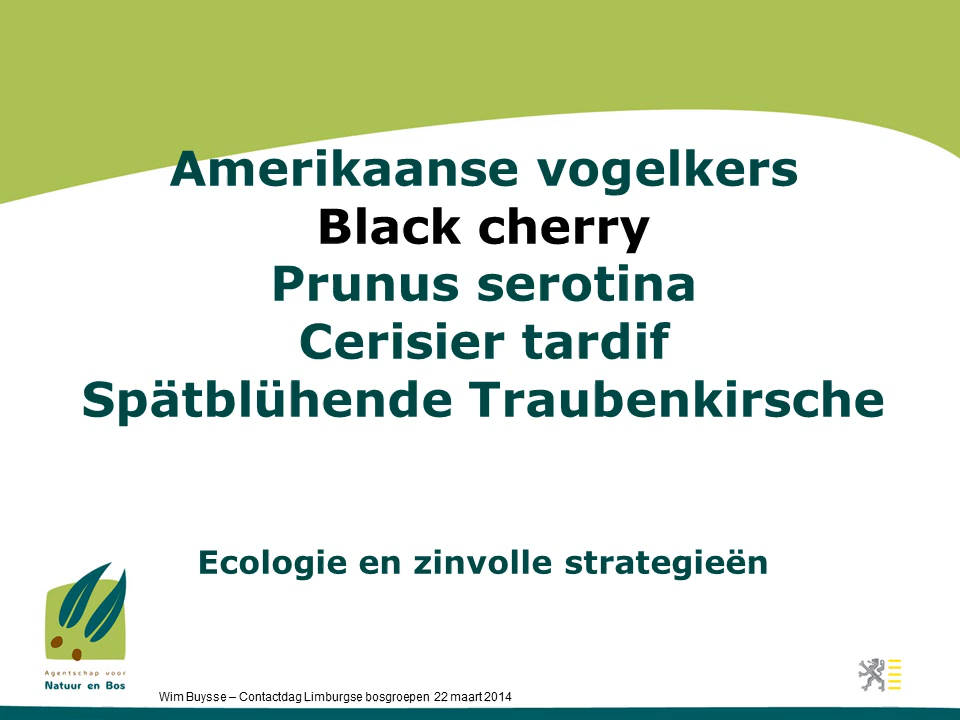 Amerikaanse vogelkers
Black cherry
Prunus serotina
Cerisier tardif
Spätblühende Traubenkirsche
Ecologie en zinvolle strategieën
Agentschap voor
Natuur en Bos
Wim Buysse – Contactdag Limburgse bosgroepen 22 maart 2014